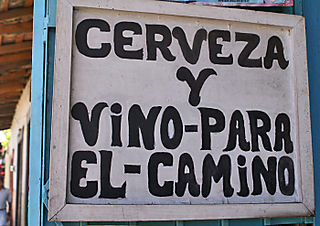 CERVEZA
Y
ViNO-PARA
EL-CAMiNO